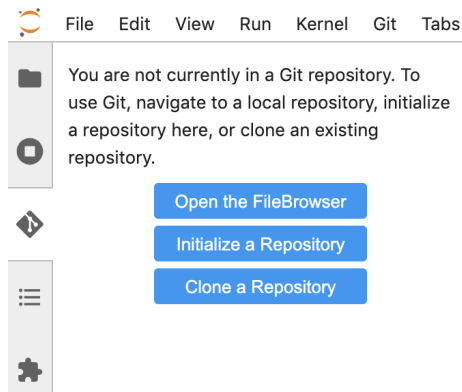 File Edit View Run Kernel Git Tabs
You are not currently in a Git repository. To
use Git, navigate to a local repository, initialize
a repository here, or clone an existing
repository.
Open the FileBrowser
Initialize a Repository
Clone a Repository